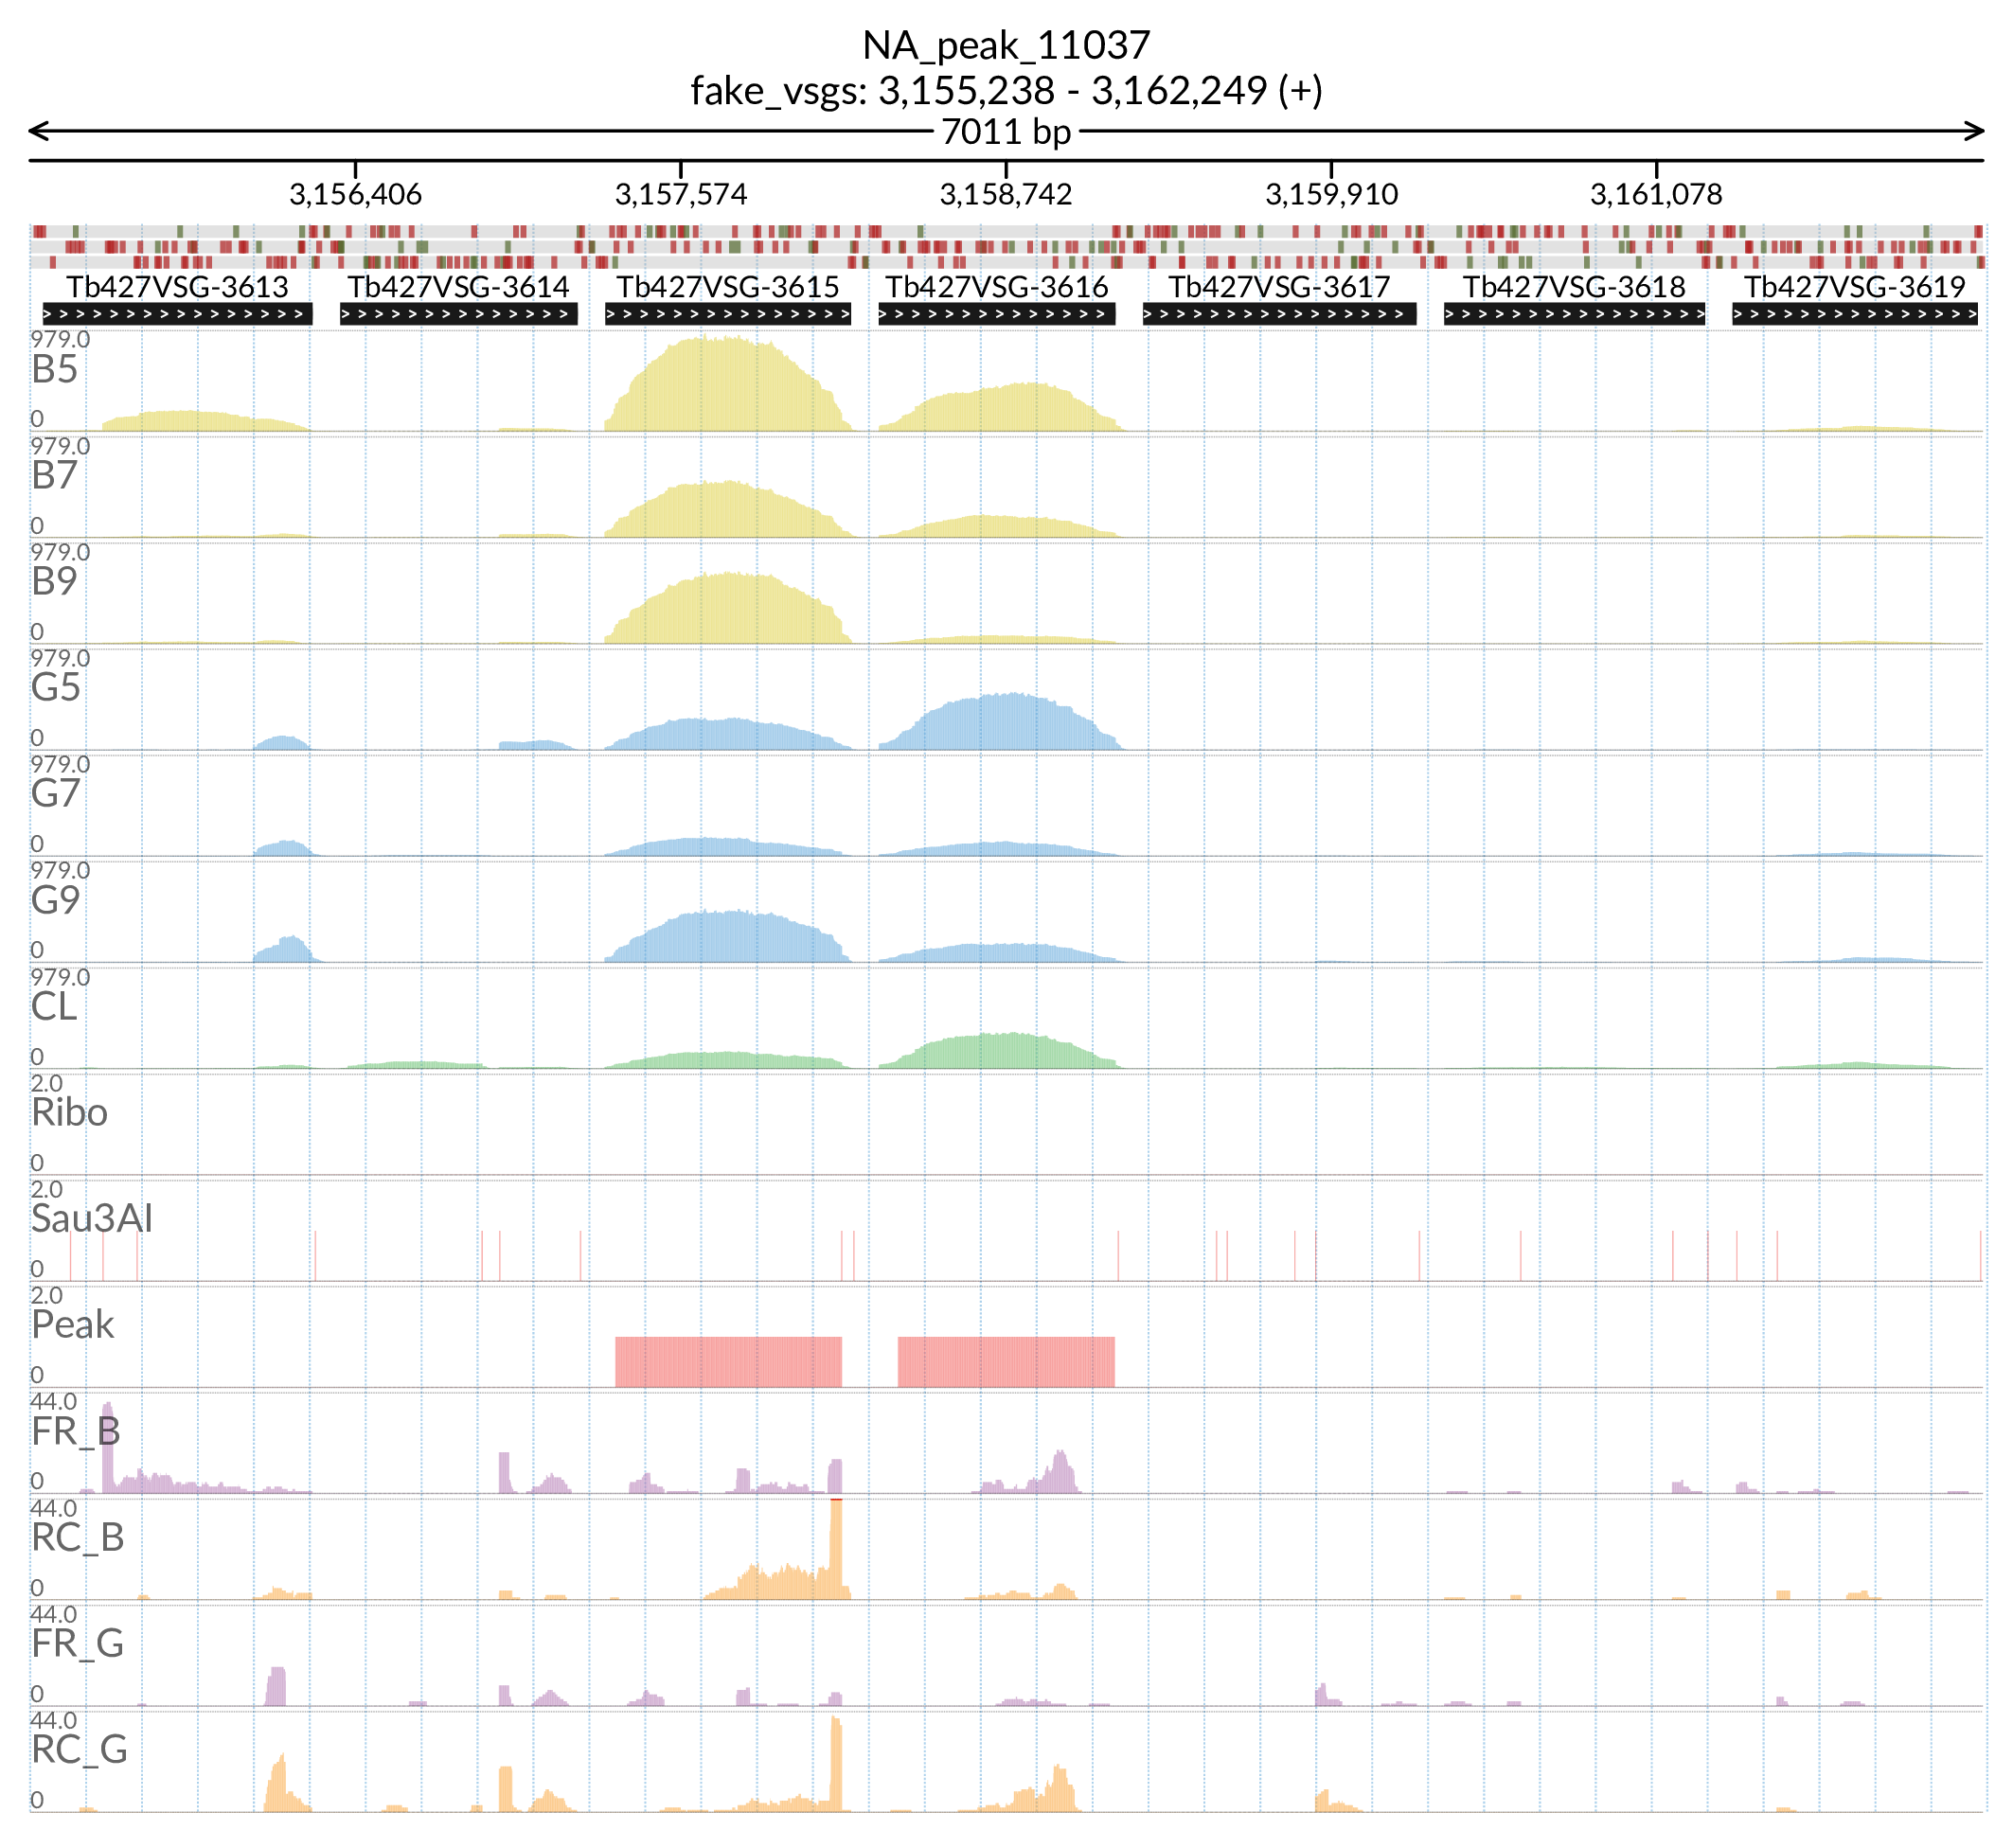 NA_peak_11037
fake_vsgs: 3,155,238 - 3,162,249 (+)
7011 bp
3,156,406 3,157,574 3,158,742 3,159,910 3,161,078
Tb427VSG-3613 Tb427VSG-3614 Tb427VSG-3615 Tb427VSG-3616 Tb427VSG-3617 Tb427VSG-3618 Tb427VSG-3619
979.0
B5
0
979.0
B7
0
979.0
B9
0
979.0
G5
0
979.0
G7
0
979.0
G9
0
979.0
CL
0
2.0
Ribo
0
2.0
Sau3AI
0
2.0
Peak
0
44.0
FR_B
0
44.0
RC_B
0
44.0
FR_G
0
44.0
RC_G
0